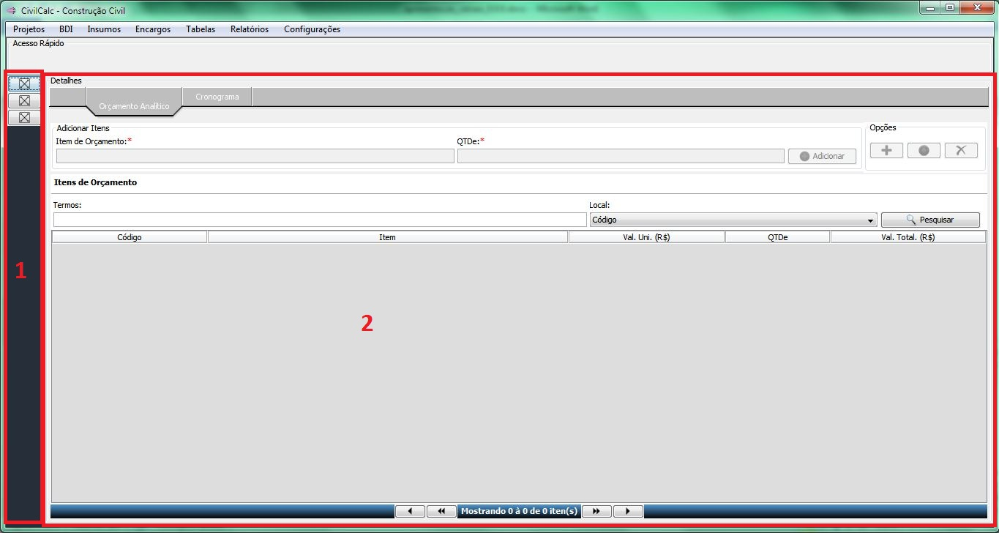 CivilCalc - Construção Civil
Projetos BDI Insumos Encargos Tabelas Relatórios Configurações
Acesso Rápido
Detalhes
Orçamento Analítico Cronograma
Adicionar Itens Opções
Item de Orçamento:* QTDe:*
Adicionar
Itens de Orçamento
Termos: Local:
Código Pesquisar
Código Item Val. Uni. (R$) QTDe Val. Total. (R$)
1
2
Mostrando 0 à 0 de 0 iten(s)